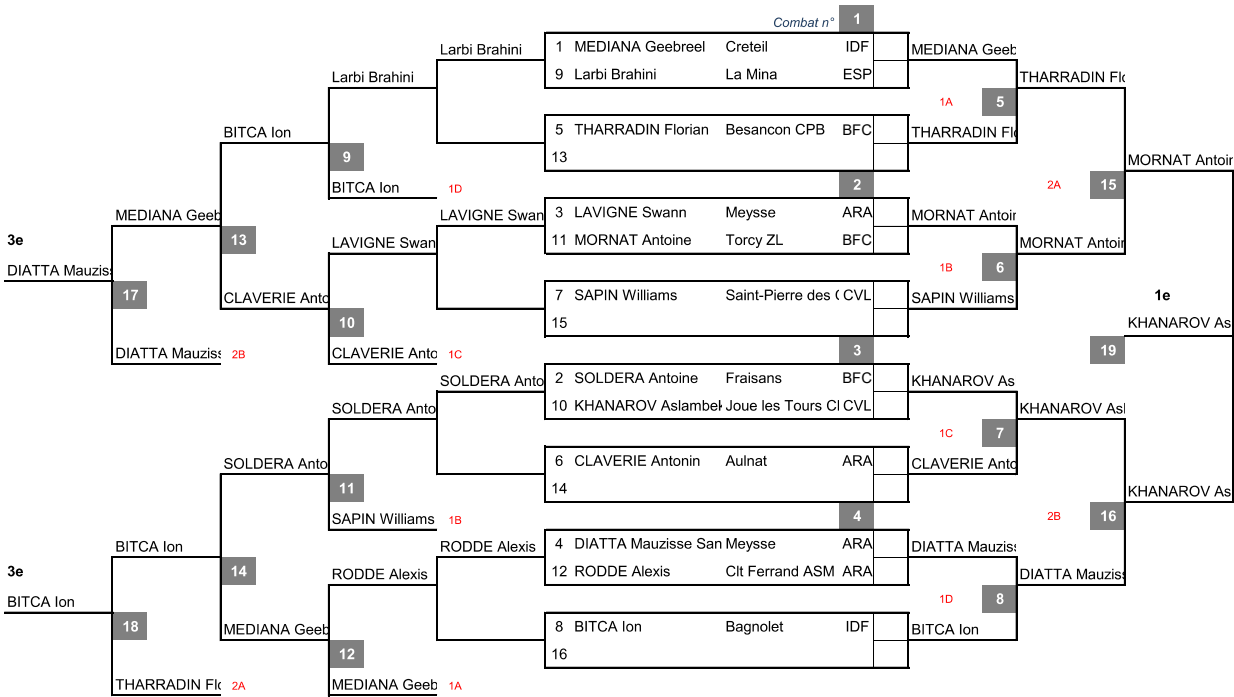 Combat n° 1
Larbi Brahini 1 MEDIANA Geebreel Creteil IDF MEDIANA Geeb
Larbi Brahini 9 Larbi Brahini La Mina ESP THARRADIN Flo
1A 5
BITCA Ion 5 THARRADIN Florian Besancon CPB BFC THARRADIN Flo
9 13 MORNAT Antoin
BITCA Ion 1D 2 2A 15
MEDIANA Geeb LAVIGNE Swan 3 LAVIGNE Swann Meysse ARA MORNAT Antoin
3e 13 LAVIGNE Swan 11 MORNAT Antoine Torcy ZL BFC MORNAT Antoin
DIATTA Mauziss 1B 6
17 CLAVERIE Anto 7 SAPIN Williams Saint-Pierre des ( CVL SAPIN Williams 1e
10 15 KHANAROV As
DIATTA Mauziss 2B CLAVERIE Anto 1C 3 19
SOLDERA Anto 2 SOLDERA Antoine Fraisans BFC KHANAROV As
SOLDERA Anto 10 KHANAROV Aslambek Joue les Tours Cl CVL KHANAROV Asl
1C 7
SOLDERA Anto 6 CLAVERIE Antonin Aulnat ARA CLAVERIE Anto
11 14 KHANAROV As
SAPIN Williams 1B 4 2B 16
BITCA Ion RODDE Alexis 4 DIATTA Mauzisse San Meysse ARA DIATTA Mauziss
3e 14 RODDE Alexis 12 RODDE Alexis Clt Ferrand ASM ARA DIATTA Mauziss
BITCA Ion 1D 8
18 MEDIANA Geeb 8 BITCA Ion Bagnolet IDF BITCA Ion
12 16
THARRADIN Flo 2A MEDIANA Geeb 1A